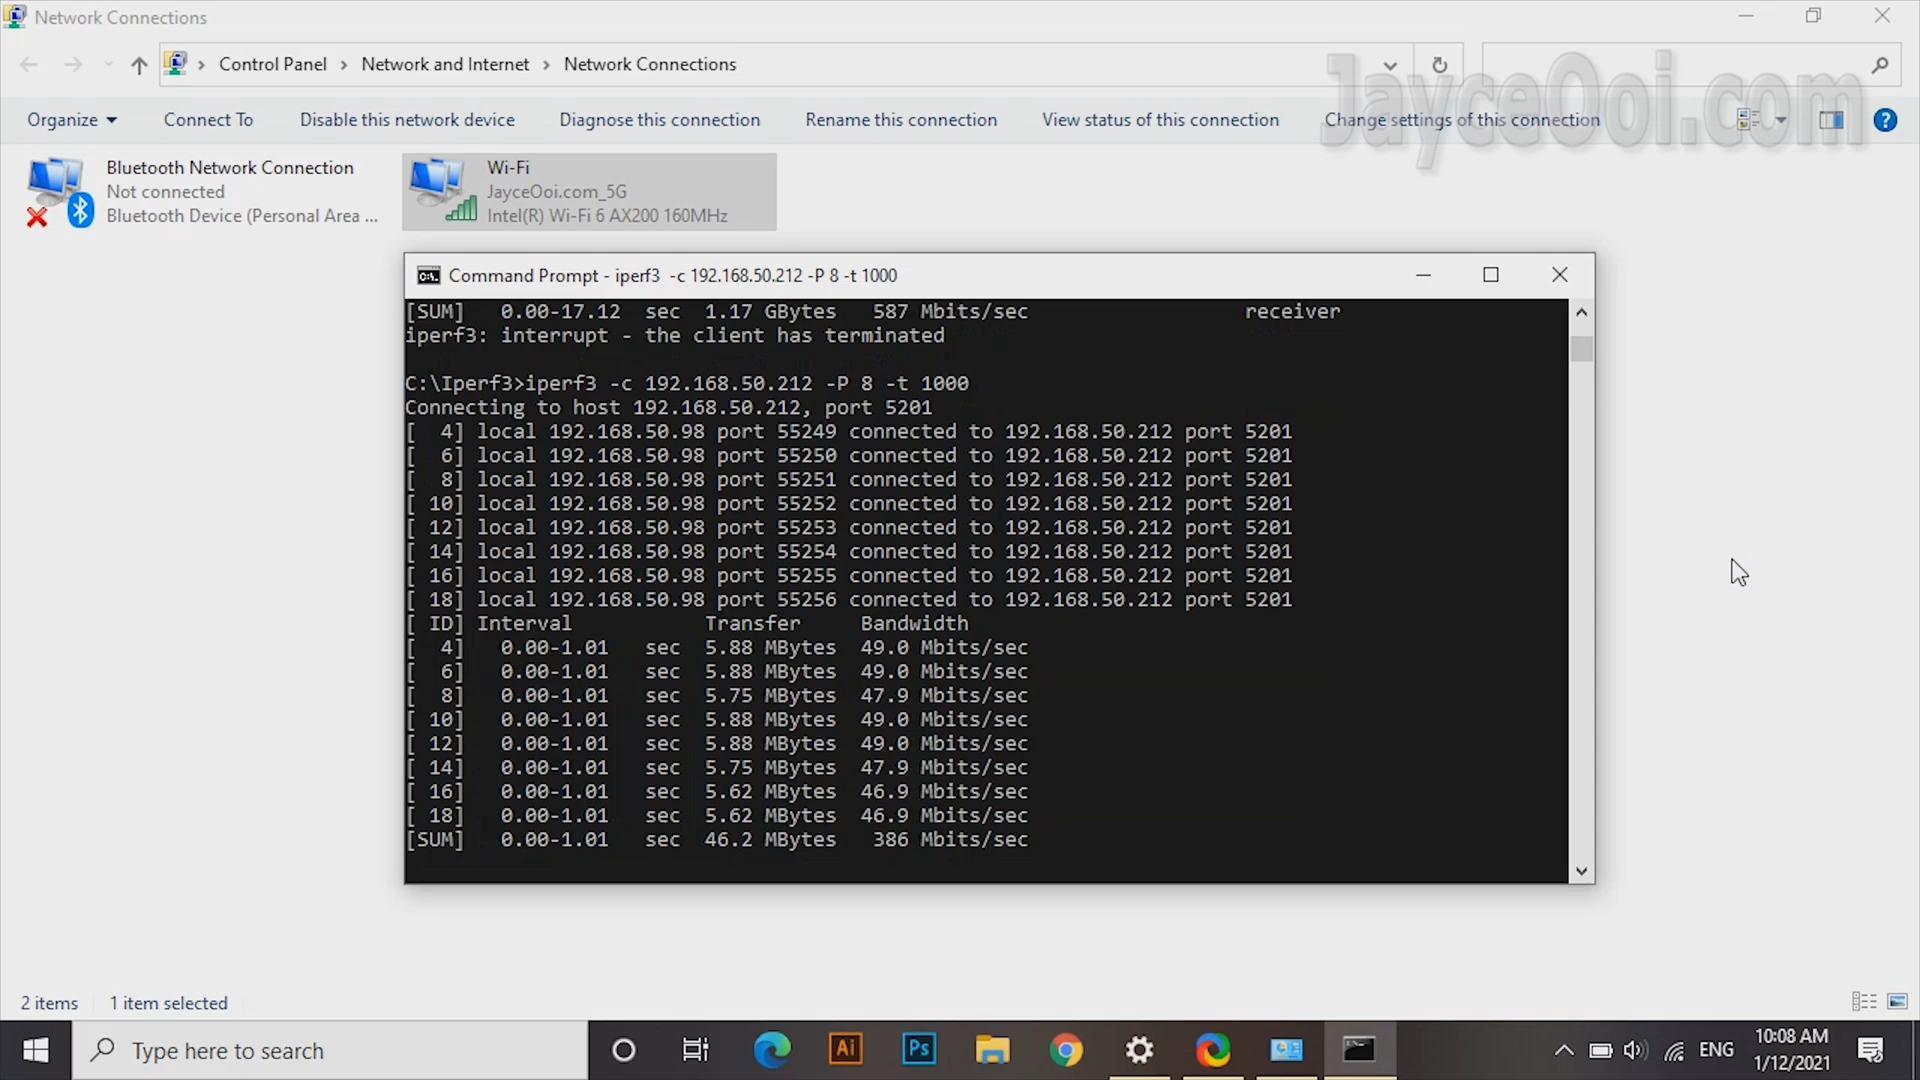 Network Connections
Control Panel > Network and Internet > Network Connections
JayceOoi.com
Organize Connect To Disable this network device Diagnose this connection Rename this connection View status of this connection Change settings of this connection
Bluetooth Network Connection
Not connected
Bluetooth Device (Personal Area ...
Wi-Fi
JayceOoi.com_5G
Intel(R) Wi-Fi 6 AX200 160MHz
Command Prompt - iperf3 -c 192.168.50.212 -P 8 -t 1000
[SUM] 0.00-17.12 sec 1.17 GBytes 587 Mbits/sec receiver
iperf3: interrupt - the client has terminated
C:\Iperf3>iperf3 -c 192.168.50.212 -P 8 -t 1000
Connecting to host 192.168.50.212, port 5201
[ 4] local 192.168.50.98 port 55249 connected to 192.168.50.212 port 5201
[ 6] local 192.168.50.98 port 55250 connected to 192.168.50.212 port 5201
[ 8] local 192.168.50.98 port 55251 connected to 192.168.50.212 port 5201
[ 10] local 192.168.50.98 port 55252 connected to 192.168.50.212 port 5201
[ 12] local 192.168.50.98 port 55253 connected to 192.168.50.212 port 5201
[ 14] local 192.168.50.98 port 55254 connected to 192.168.50.212 port 5201
[ 16] local 192.168.50.98 port 55255 connected to 192.168.50.212 port 5201
[ 18] local 192.168.50.98 port 55256 connected to 192.168.50.212 port 5201
[ ID] Interval Transfer Bandwidth
[ 4] 0.00-1.01 sec 5.88 MBytes 49.0 Mbits/sec
[ 6] 0.00-1.01 sec 5.88 MBytes 49.0 Mbits/sec
[ 8] 0.00-1.01 sec 5.75 MBytes 47.9 Mbits/sec
[ 10] 0.00-1.01 sec 5.88 MBytes 49.0 Mbits/sec
[ 12] 0.00-1.01 sec 5.88 MBytes 49.0 Mbits/sec
[ 14] 0.00-1.01 sec 5.75 MBytes 47.9 Mbits/sec
[ 16] 0.00-1.01 sec 5.62 MBytes 46.9 Mbits/sec
[ 18] 0.00-1.01 sec 5.62 MBytes 46.9 Mbits/sec
[SUM] 0.00-1.01 sec 46.2 MBytes 386 Mbits/sec
2 items 1 item selected
Type here to search
Ai
Ps
ENG
10:08 AM
1/12/2021